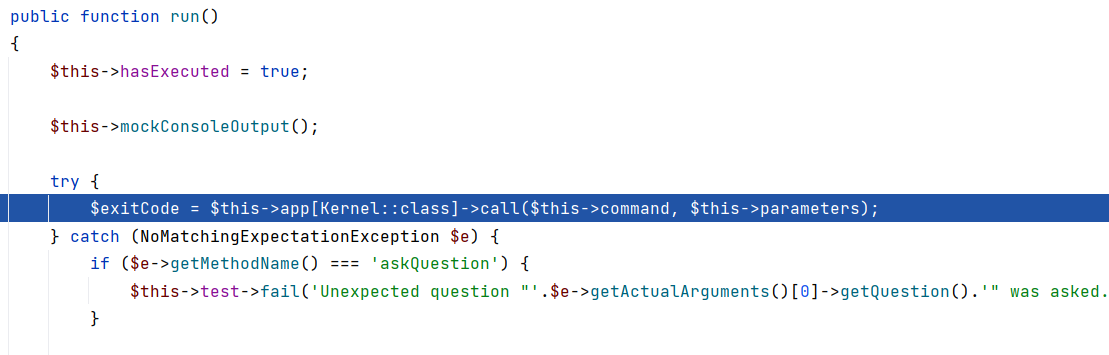 public function run()
{
    $this->hasExecuted = true;

    $this->mockConsoleOutput();

    try {
        $exitCode = $this->app[Kernel::class]->call($this->command, $this->parameters);
    } catch (NoMatchingExpectationException $e) {
        if ($e->getMethodName() === 'askQuestion') {
            $this->test->fail('Unexpected question "'.$e->getActualArguments()[0]->getQuestion().'" was asked.
        }